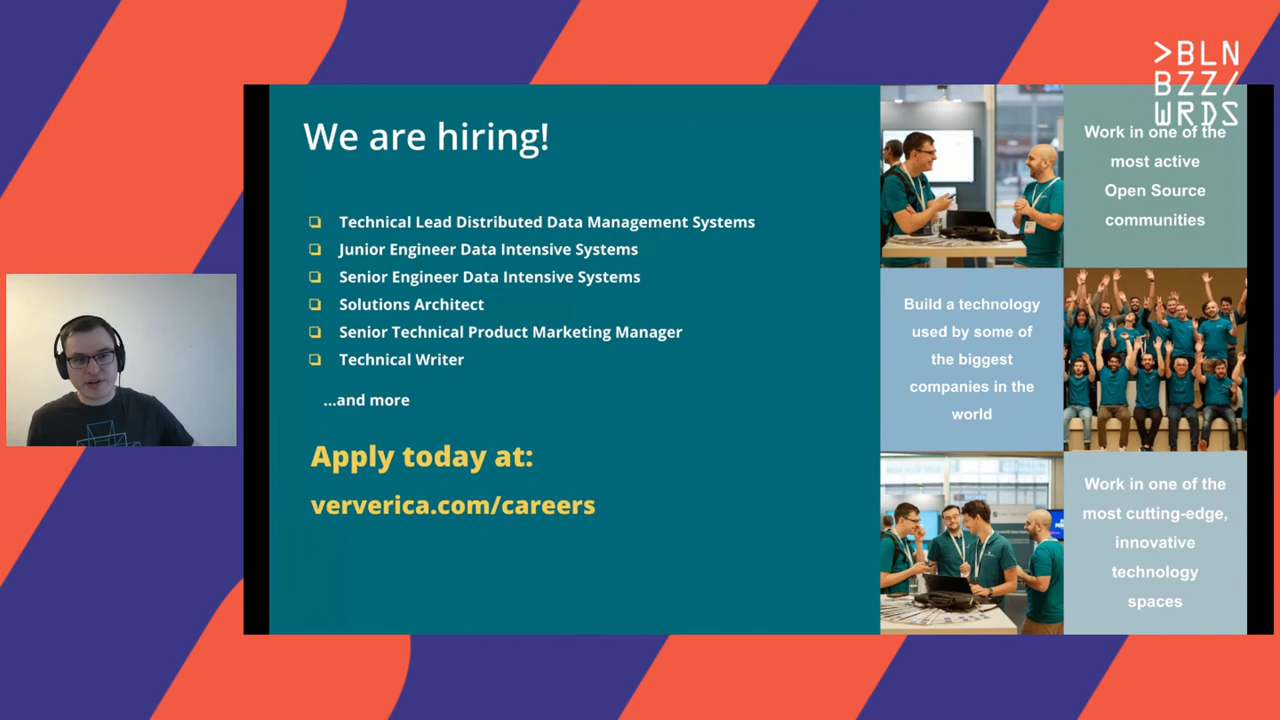 >BLN
BZZ/
WRDS
We are hiring!
Technical Lead Distributed Data Management Systems
Junior Engineer Data Intensive Systems
Senior Engineer Data Intensive Systems
Solutions Architect
Senior Technical Product Marketing Manager
Technical Writer
...and more
Apply today at:
ververica.com/careers
Work in one of the
most active
Open Source
communities
Build a technology
used by some of
the biggest
companies in the
world
Work in one of the
most cutting-edge,
innovative
technology
spaces